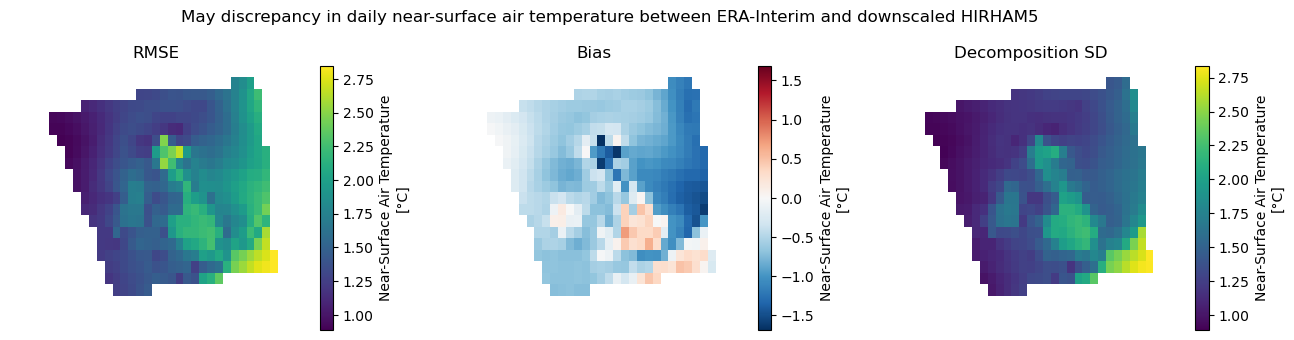 May discrepancy in daily near-surface air temperature between ERA-Interim and downscaled HIRHAM5
RMSE
2.75
2.50
2.25
2.00
1.75
1.50
1.25
1.00
Near-Surface Air Temperature
[°C]
Bias
1.5
1.0
0.5
0.0
−0.5
−1.0
−1.5
Near-Surface Air Temperature
[°C]
Decomposition SD
2.75
2.50
2.25
2.00
1.75
1.50
1.25
1.00
Near-Surface Air Temperature
[°C]